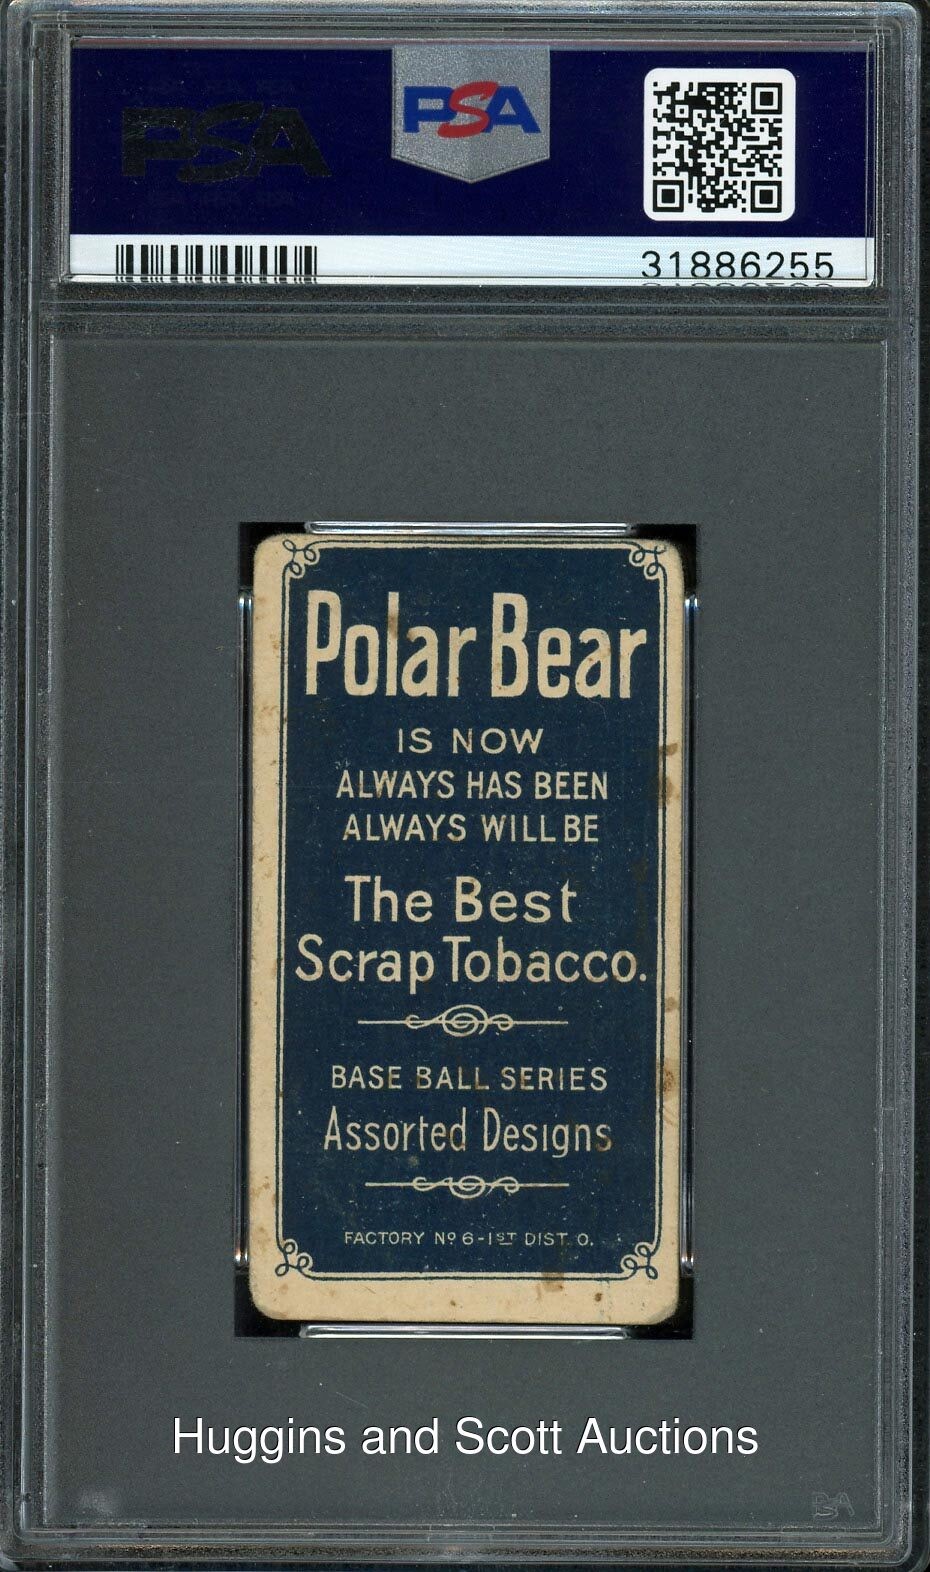 PSA
PSA
31886255
Polar Bear
IS NOW
ALWAYS HAS BEEN
ALWAYS WILL BE
The Best
Scrap Tobacco.
BASE BALL SERIES
Assorted Designs
FACTORY Nº 6-1ST DIST. O.
Huggins and Scott Auctions